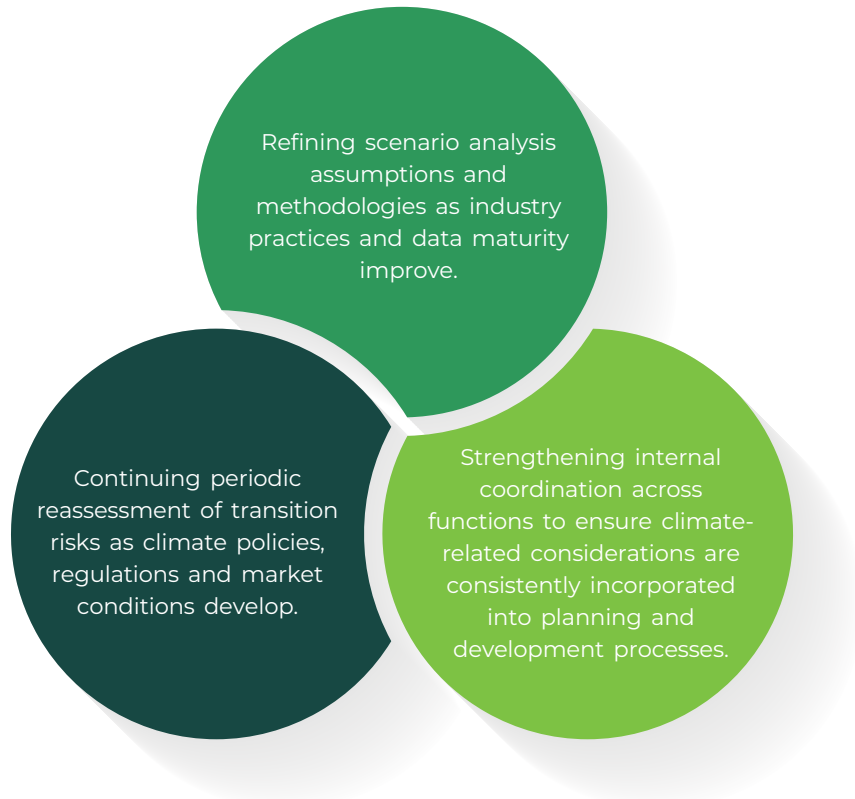 Refining scenario analysis
assumptions and
methodologies as industry
practices and data maturity
improve.
Continuing periodic
reassessment of transition
risks as climate policies,
regulations and market
conditions develop.
Strengthening internal
coordination across
functions to ensure climate-
related considerations are
consistently incorporated
into planning and
development processes.